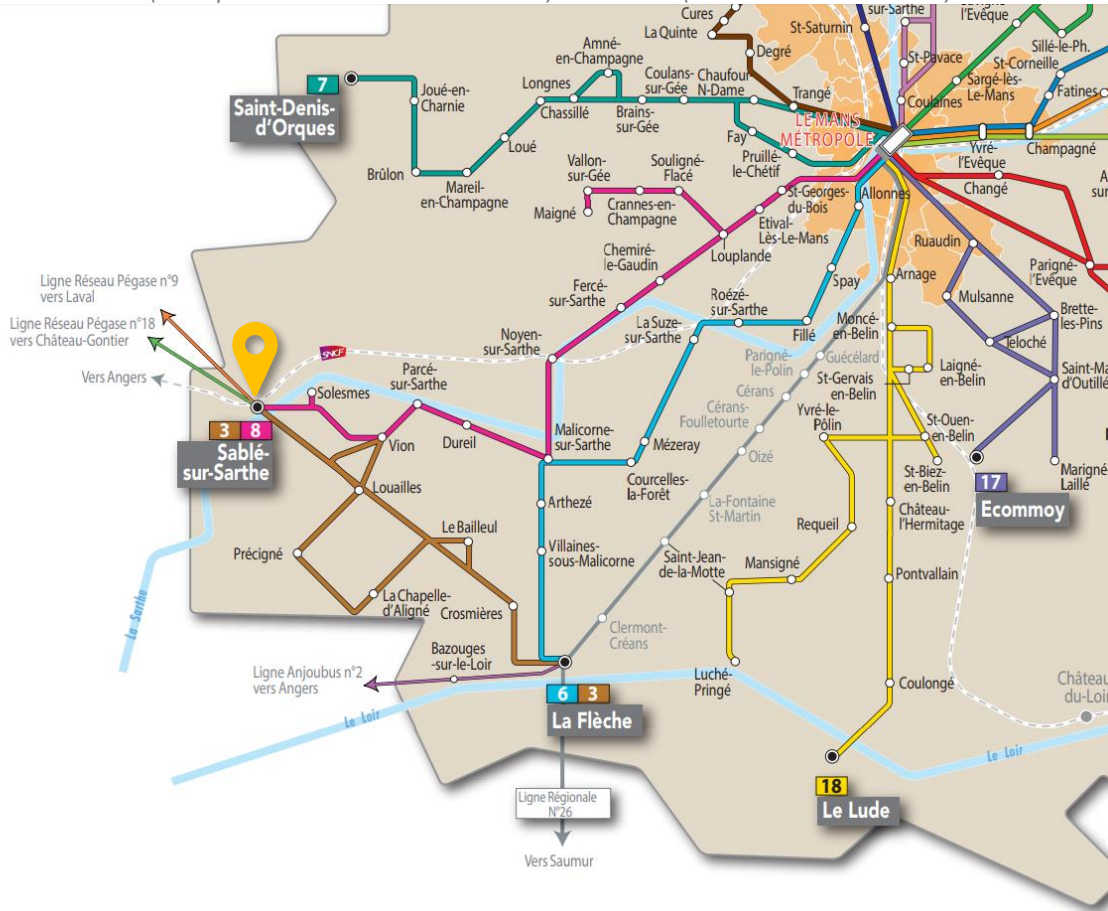 Cures
La Quinte
Degré
St-Saturnin
sur-Sarthe
l'Evêque
Sillé-le-Ph.
St-Pavace
St-Corneille
Sargé-lès
Le-Mans
Fatines
Coulaines
Trangé
LE MANS
MÉTROPOLE
Yvré-
l'Evêque
Champagné
Changé
7
Saint-Denis-
d'Orques
Joué-en-
Charnie
Brûlon
Mareil-
en-Champagne
Loué
Longnes
Chassillé
Amné-
en-Champagne
Brains-
sur-Gée
Coulans-
sur-Gée
Chaufour-
N-Dame
Fay
Pruillé-
le-Chétif
Vallon-
sur-Gée
Souligné-
Flacé
Maigné
Crannes-en-
Champagne
St-Georges-
du-Bois
Etival-
Lès-Le-Mans
Louplande
Chemiré-
le-Gaudin
Fercé-
sur-Sarthe
Noyen-
sur-Sarthe
Allonnes
Spay
Fillé
Roézé-
sur-Sarthe
La Suze-
sur-Sarthe
Ruaudin
Arnage
Mulsanne
Parigné-
l'Evêque
Brette-
les-Pins
Teloché
Moncé-
en-Belin
Laigné-
en-Belin
St-Gervais
en-Belin
Guécélard
Parigné-
le-Polin
Cérans
Cérans-
Foulletourte
Oizé
La-Fontaine
St-Martin
Yvré-le-
Pôlin
St-Ouen-
en-Belin
St-Biez-
en-Belin
17
Ecommoy
Marigné
Laillé
Saint-Ma
d'Outillé
Ligne Réseau Pégase n°9
vers Laval
Ligne Réseau Pégase n°18
vers Château-Gontier
Vers Angers
SNCF
3 8
Sablé-
sur-Sarthe
Solesmes
Parcé-
sur-Sarthe
Vion
Dureil
Malicorne-
sur-Sarthe
Mézeray
Courcelles-
la-Forêt
Louailles
Arthezé
Le Bailleul
Précigné
Villaines-
sous-Malicorne
La Chapelle-
d'Aligné
Crosmières
Bazouges
-sur-le-Loir
Ligne Anjoubus n°2
vers Angers
Clermont-
Créans
Saint-Jean-
de-la-Motte
Mansigné
Requeil
Château-
l'Hermitage
Pontvallain
Luché-
Pringé
Coulongé
Château-
du-Loir
La Sarthe
Le Loir
Le Loir
6 3
La Flèche
18
Le Lude
Ligne Régionale
N°26
Vers Saumur